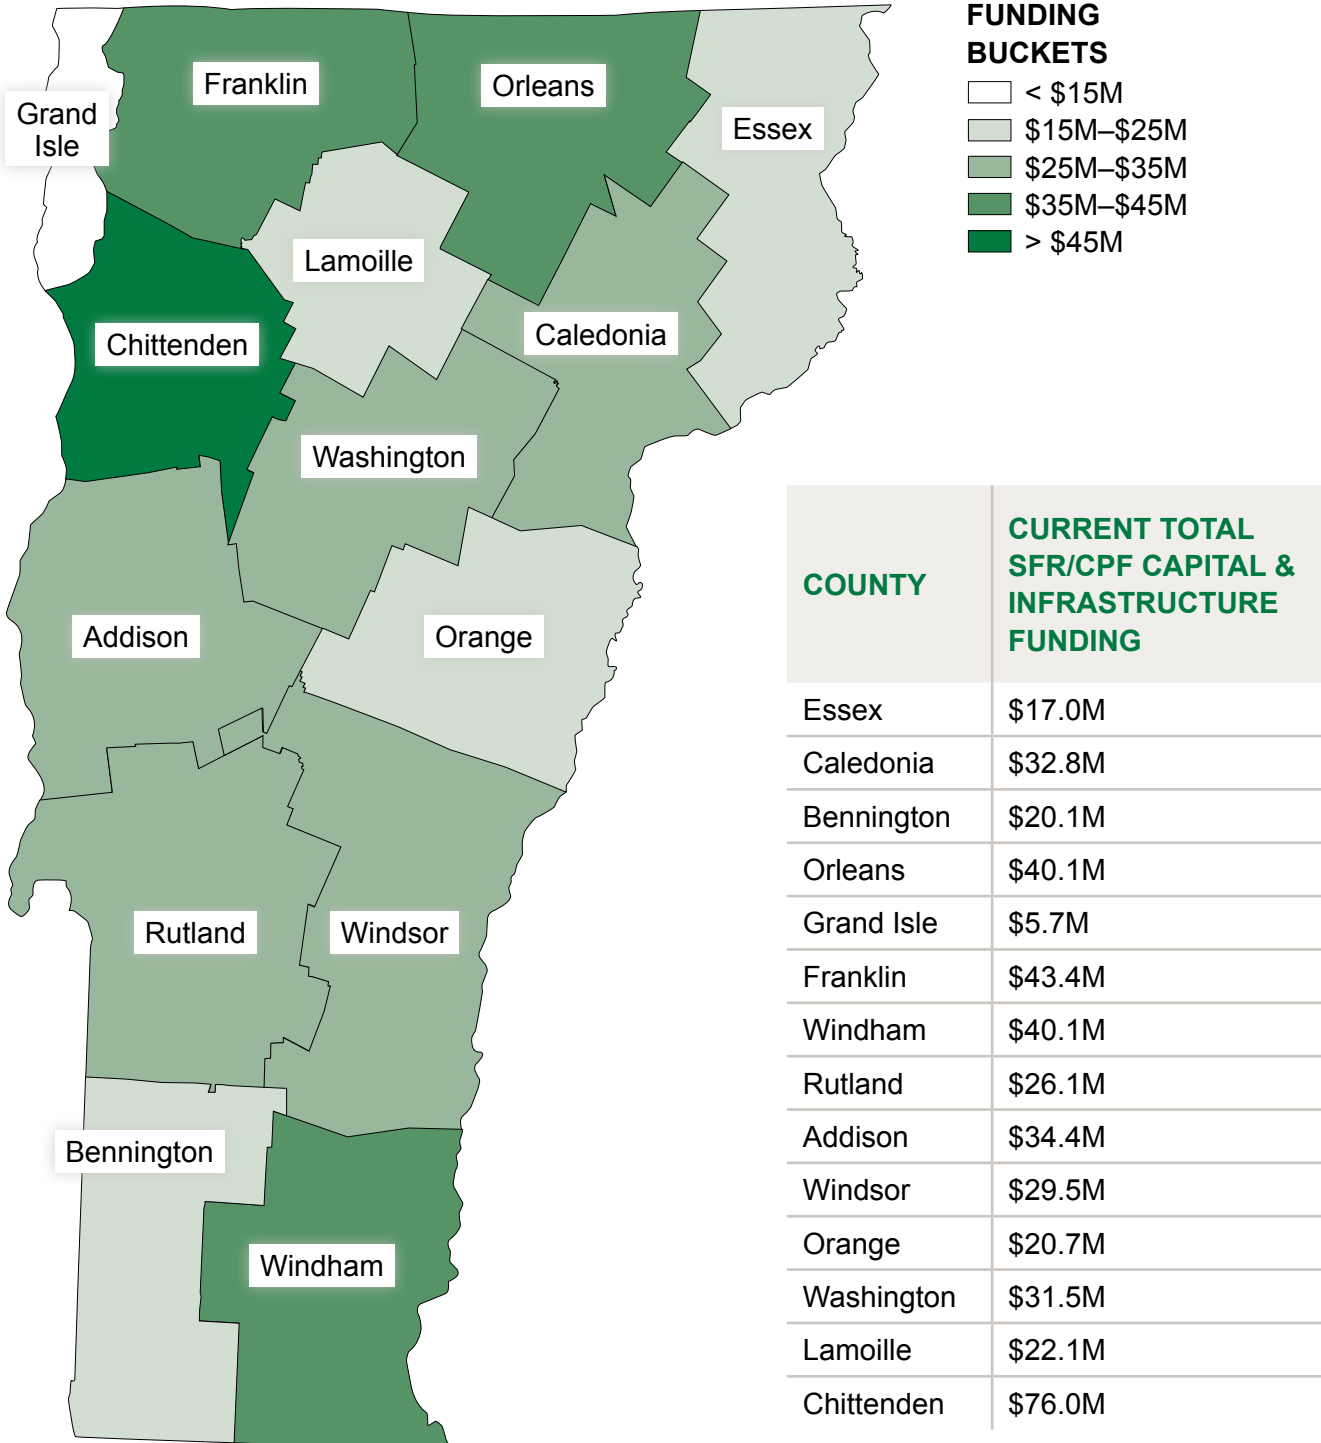 FUNDING
BUCKETS
< $15M
$15M–$25M
$25M–$35M
$35M–$45M
> $45M
Franklin
Orleans
Grand
Isle
Essex
Lamoille
Chittenden
Caledonia
Washington
Addison
Orange
Rutland
Windsor
Bennington
Windham
COUNTY
CURRENT TOTAL
SFR/CPF CAPITAL &
INFRASTRUCTURE
FUNDING
Essex $17.0M
Caledonia $32.8M
Bennington $20.1M
Orleans $40.1M
Grand Isle $5.7M
Franklin $43.4M
Windham $40.1M
Rutland $26.1M
Addison $34.4M
Windsor $29.5M
Orange $20.7M
Washington $31.5M
Lamoille $22.1M
Chittenden $76.0M